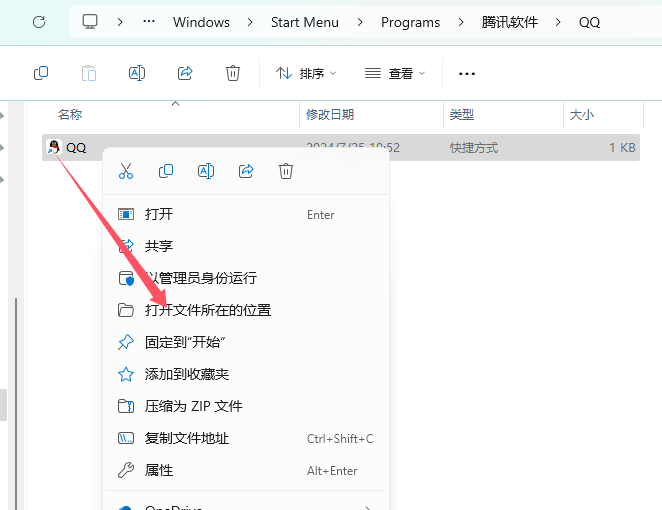 Windows Start Menu Programs 腾讯软件 QQ
排序 查看
名称 修改日期 类型 大小
QQ 2024/7/25 10:52 快捷方式 1 KB
打开 Enter
共享
以管理员身份运行
打开文件所在的位置
固定到"开始"
添加到收藏夹
压缩为 ZIP 文件
复制文件地址 Ctrl+Shift+C
属性 Alt+Enter
OneDrive